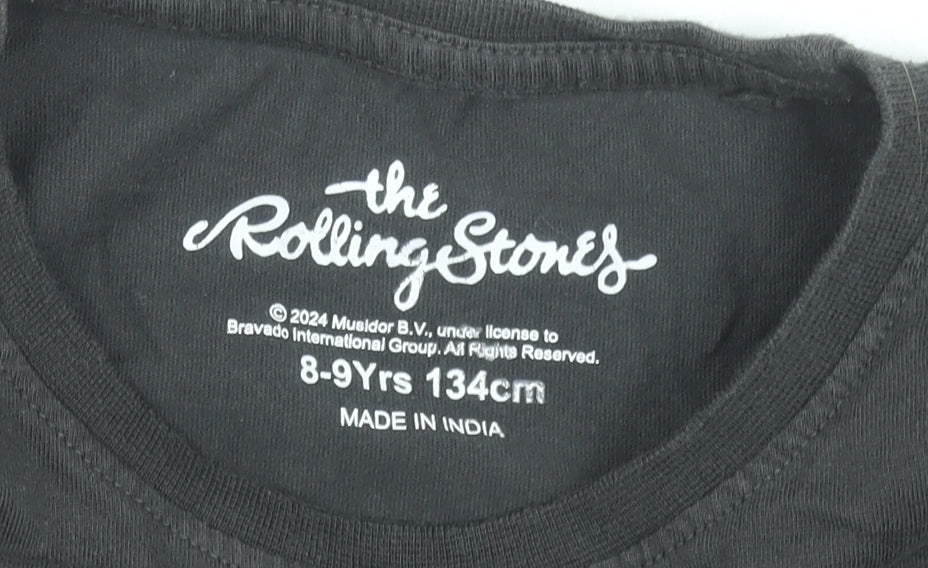 the
Rolling Stones
© 2024 Musidor B.V., under license to
Bravado International Group. All Rights Reserved.
8-9Yrs 134cm
MADE IN INDIA